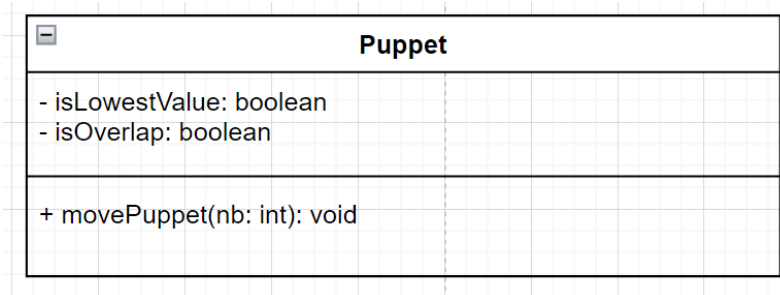 Puppet
- isLowestValue: boolean
- isOverlap: boolean
+ movePuppet(nb: int): void